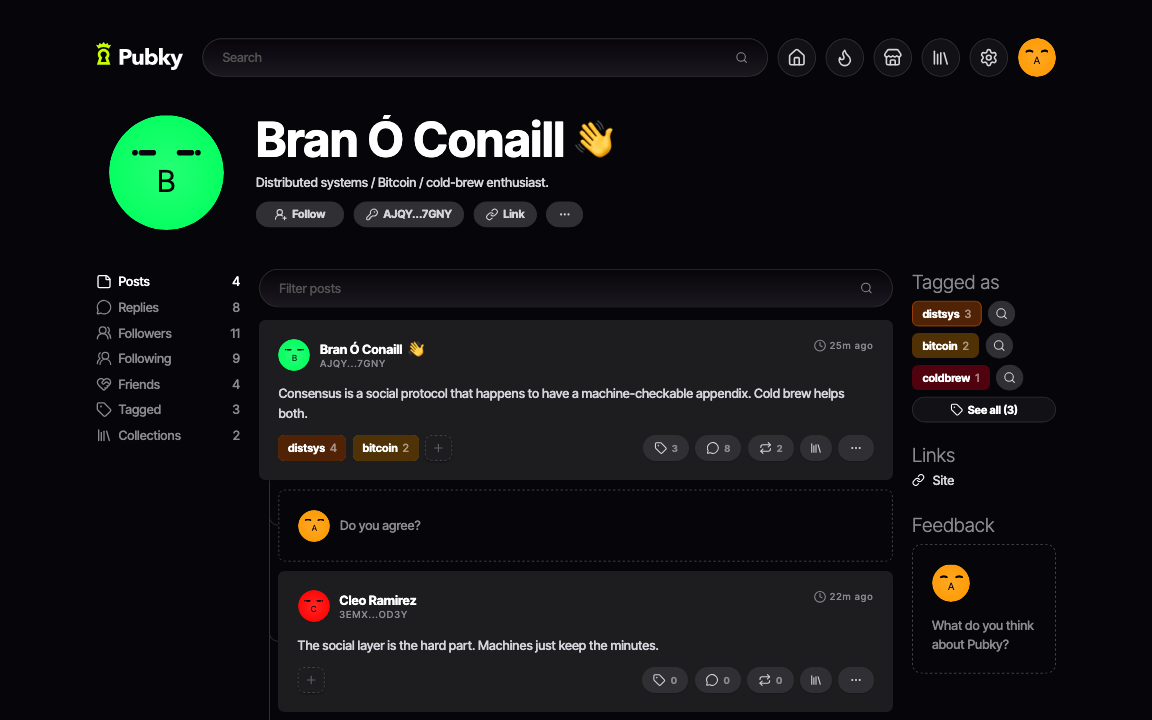 Pubky
Search
A
B
Bran Ó Conaill 👋
Distributed systems / Bitcoin / cold-brew enthusiast.
Follow
AJQY...7GNY
Link
Posts 4
Replies 8
Followers 11
Following 9
Friends 4
Tagged 3
Collections 2
Filter posts
B
Bran Ó Conaill 👋
AJQY...7GNY
25m ago
Consensus is a social protocol that happens to have a machine-checkable appendix. Cold brew helps
both.
distsys 4 bitcoin 2 +
3 8 2
A
Do you agree?
C
Cleo Ramirez
3EMX...OD3Y
22m ago
The social layer is the hard part. Machines just keep the minutes.
+
0 0 0
Tagged as
distsys 3
bitcoin 2
coldbrew 1
See all (3)
Links
Site
Feedback
A
What do you think
about Pubky?